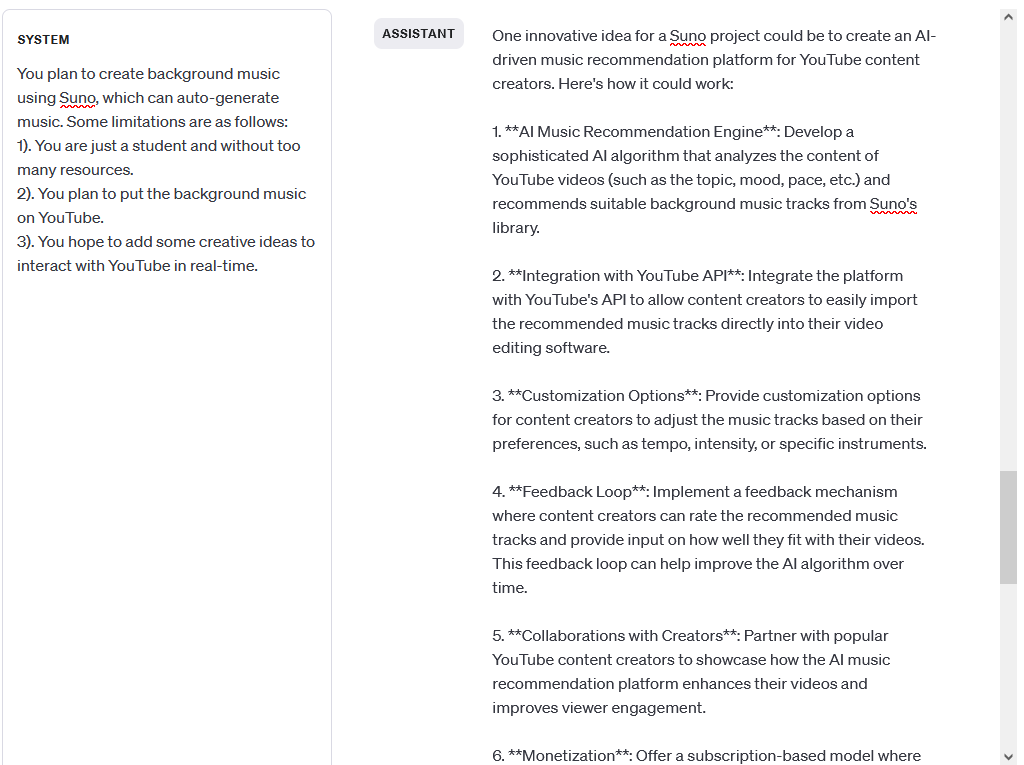 SYSTEM
You plan to create background music
using Suno, which can auto-generate
music. Some limitations are as follows:
1). You are just a student and without too
many resources.
2). You plan to put the background music
on YouTube.
3). You hope to add some creative ideas to
interact with YouTube in real-time.
ASSISTANT
One innovative idea for a Suno project could be to create an AI-
driven music recommendation platform for YouTube content
creators. Here's how it could work:
1. **AI Music Recommendation Engine**: Develop a
sophisticated AI algorithm that analyzes the content of
YouTube videos (such as the topic, mood, pace, etc.) and
recommends suitable background music tracks from Suno's
library.
2. **Integration with YouTube API**: Integrate the platform
with YouTube's API to allow content creators to easily import
the recommended music tracks directly into their video
editing software.
3. **Customization Options**: Provide customization options
for content creators to adjust the music tracks based on their
preferences, such as tempo, intensity, or specific instruments.
4. **Feedback Loop**: Implement a feedback mechanism
where content creators can rate the recommended music
tracks and provide input on how well they fit with their videos.
This feedback loop can help improve the AI algorithm over
time.
5. **Collaborations with Creators**: Partner with popular
YouTube content creators to showcase how the AI music
recommendation platform enhances their videos and
improves viewer engagement.
6. **Monetization**: Offer a subscription-based model where